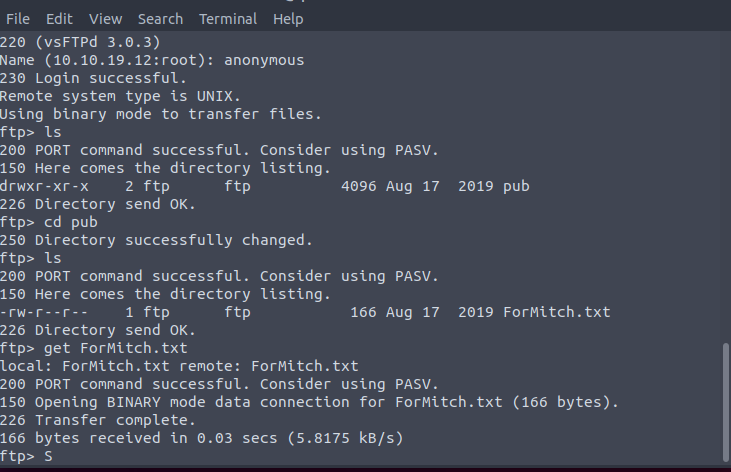 File Edit View Search Terminal Help
220 (vsFTPd 3.0.3)
Name (10.10.19.12:root): anonymous
230 Login successful.
Remote system type is UNIX.
Using binary mode to transfer files.
ftp> ls
200 PORT command successful. Consider using PASV.
150 Here comes the directory listing.
drwxr-xr-x    2 ftp      ftp          4096 Aug 17  2019 pub
226 Directory send OK.
ftp> cd pub
250 Directory successfully changed.
ftp> ls
200 PORT command successful. Consider using PASV.
150 Here comes the directory listing.
-rw-r--r--    1 ftp      ftp           166 Aug 17  2019 ForMitch.txt
226 Directory send OK.
ftp> get ForMitch.txt
local: ForMitch.txt remote: ForMitch.txt
200 PORT command successful. Consider using PASV.
150 Opening BINARY mode data connection for ForMitch.txt (166 bytes).
226 Transfer complete.
166 bytes received in 0.03 secs (5.8175 kB/s)
ftp> S